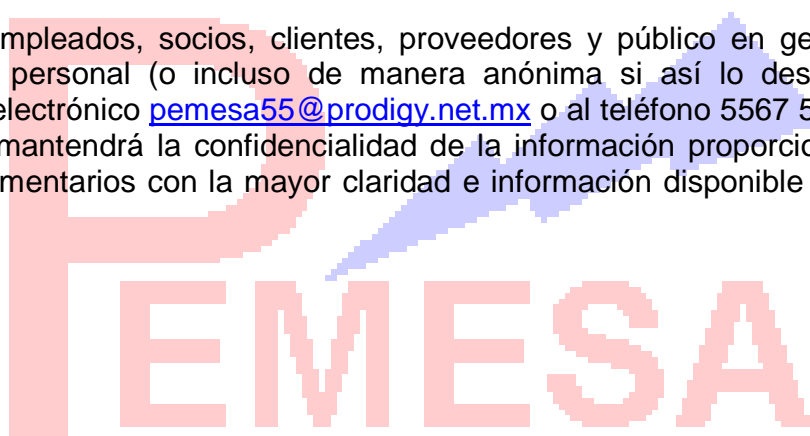 mpleados, socios, clientes, proveedores y público en ge
personal (o incluso de manera anónima si así lo des
electrónico pemesa55@prodigy.net.mx o al teléfono 5567 5
mantendrá la confidencialidad de la información proporcio
mentarios con la mayor claridad e información disponible
PEMESA